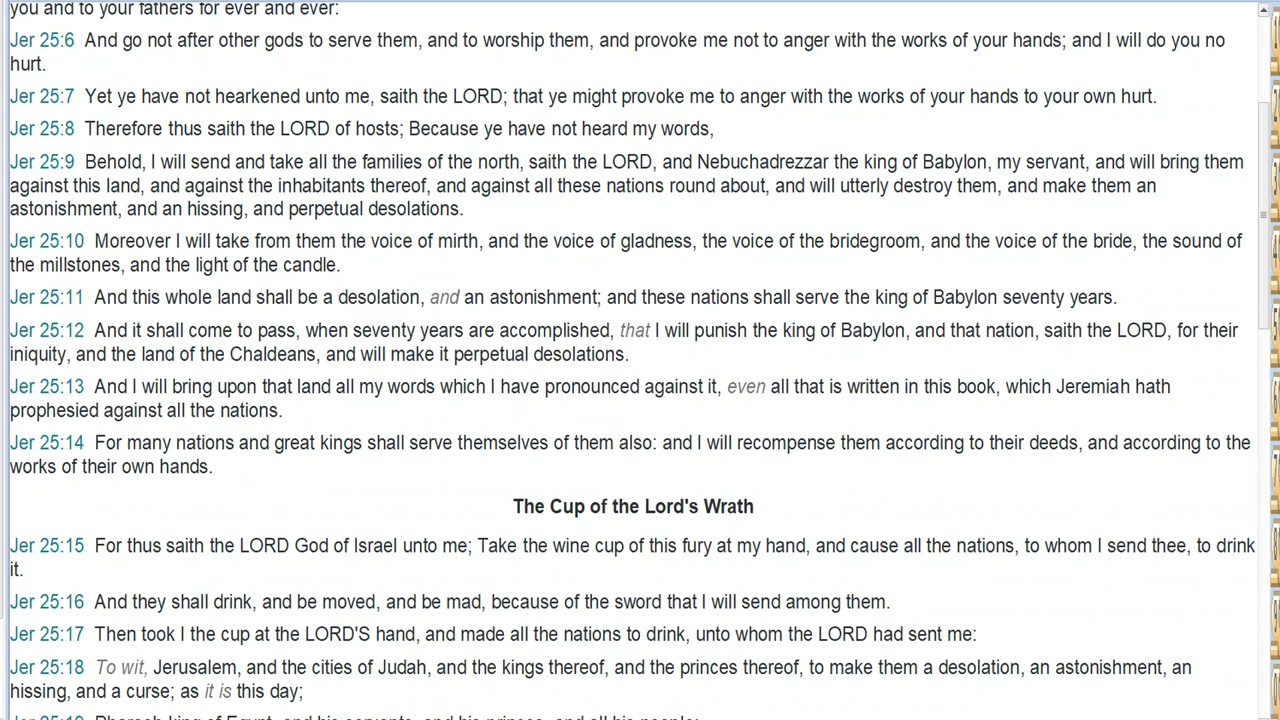 you and to your fathers for ever and ever:
Jer 25:6 And go not after other gods to serve them, and to worship them, and provoke me not to anger with the works of your hands; and I will do you no
hurt.
Jer 25:7 Yet ye have not hearkened unto me, saith the LORD; that ye might provoke me to anger with the works of your hands to your own hurt.
Jer 25:8 Therefore thus saith the LORD of hosts; Because ye have not heard my words,
Jer 25:9 Behold, I will send and take all the families of the north, saith the LORD, and Nebuchadrezzar the king of Babylon, my servant, and will bring them
against this land, and against the inhabitants thereof, and against all these nations round about, and will utterly destroy them, and make them an
astonishment, and an hissing, and perpetual desolations.
Jer 25:10 Moreover I will take from them the voice of mirth, and the voice of gladness, the voice of the bridegroom, and the voice of the bride, the sound of
the millstones, and the light of the candle.
Jer 25:11 And this whole land shall be a desolation, and an astonishment; and these nations shall serve the king of Babylon seventy years.
Jer 25:12 And it shall come to pass, when seventy years are accomplished, that I will punish the king of Babylon, and that nation, saith the LORD, for their
iniquity, and the land of the Chaldeans, and will make it perpetual desolations.
Jer 25:13 And I will bring upon that land all my words which I have pronounced against it, even all that is written in this book, which Jeremiah hath
prophesied against all the nations.
Jer 25:14 For many nations and great kings shall serve themselves of them also: and I will recompense them according to their deeds, and according to the
works of their own hands.
The Cup of the Lord's Wrath
Jer 25:15 For thus saith the LORD God of Israel unto me; Take the wine cup of this fury at my hand, and cause all the nations, to whom I send thee, to drink
it.
Jer 25:16 And they shall drink, and be moved, and be mad, because of the sword that I will send among them.
Jer 25:17 Then took I the cup at the LORD'S hand, and made all the nations to drink, unto whom the LORD had sent me:
Jer 25:18 To wit, Jerusalem, and the cities of Judah, and the kings thereof, and the princes thereof, to make them a desolation, an astonishment, an
hissing, and a curse; as it is this day;
Jer 25:19 Pharaoh king of Egypt, and his servants, and his princes, and all his people;